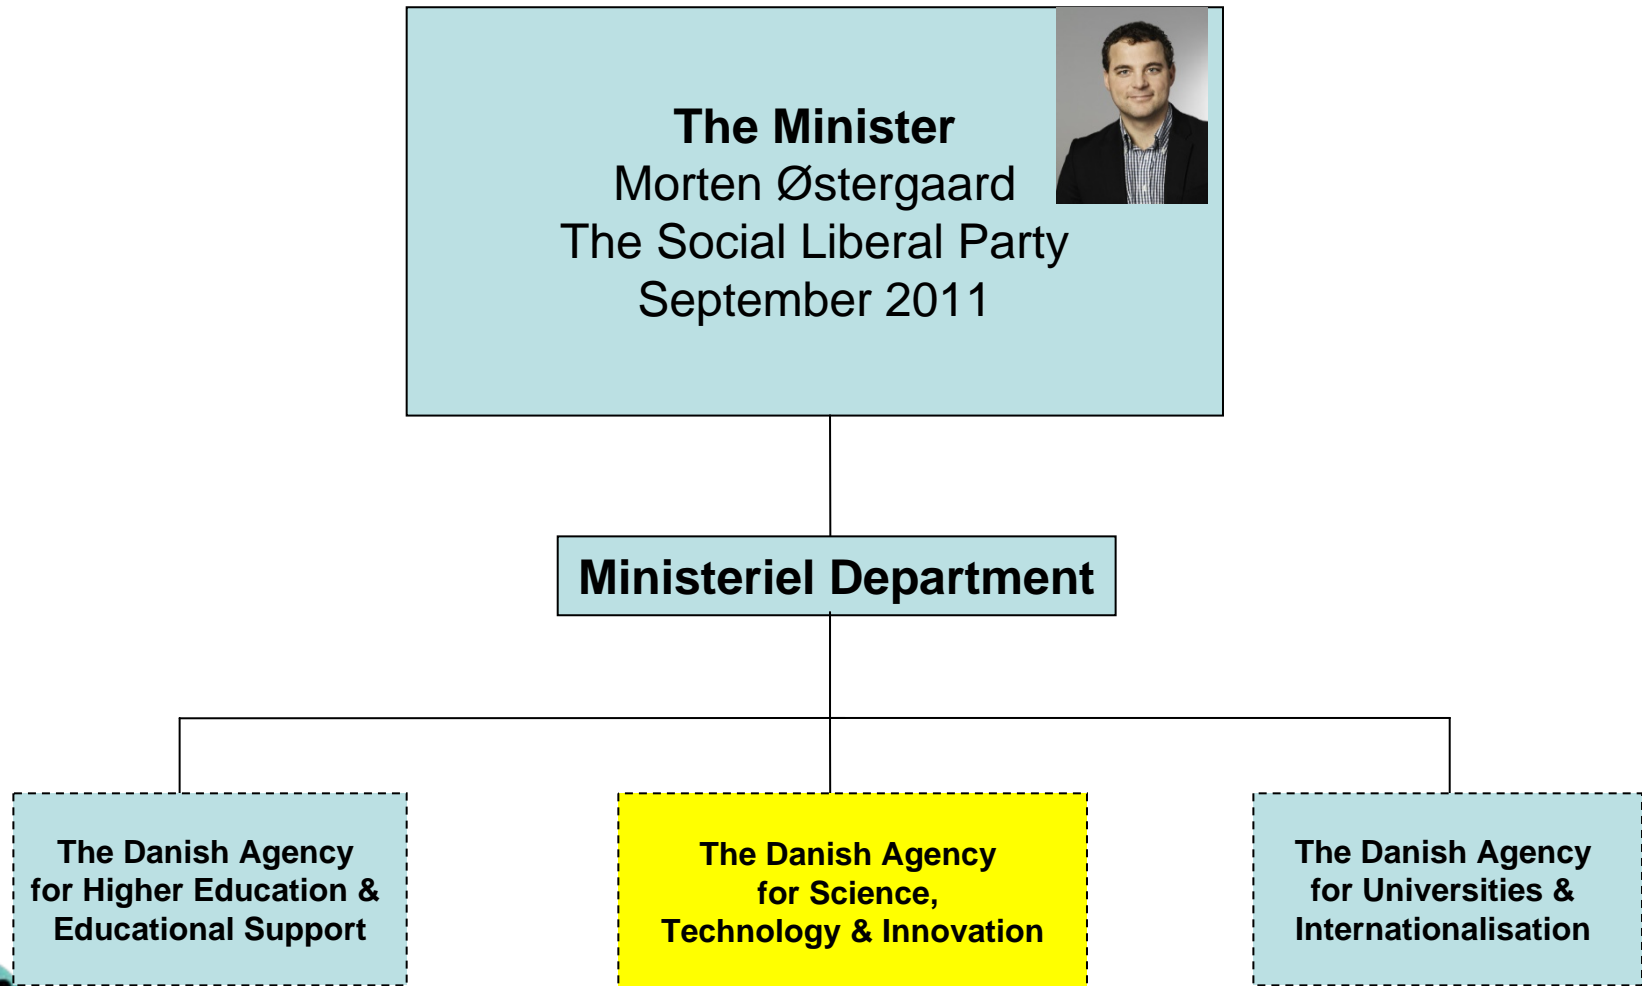 The Minister
Morten Østergaard
The Social Liberal Party
September 2011
Ministeriel Department
The Danish Agency
for Higher Education &
Educational Support
The Danish Agency
for Science,
Technology & Innovation
The Danish Agency
for Universities &
Internationalisation